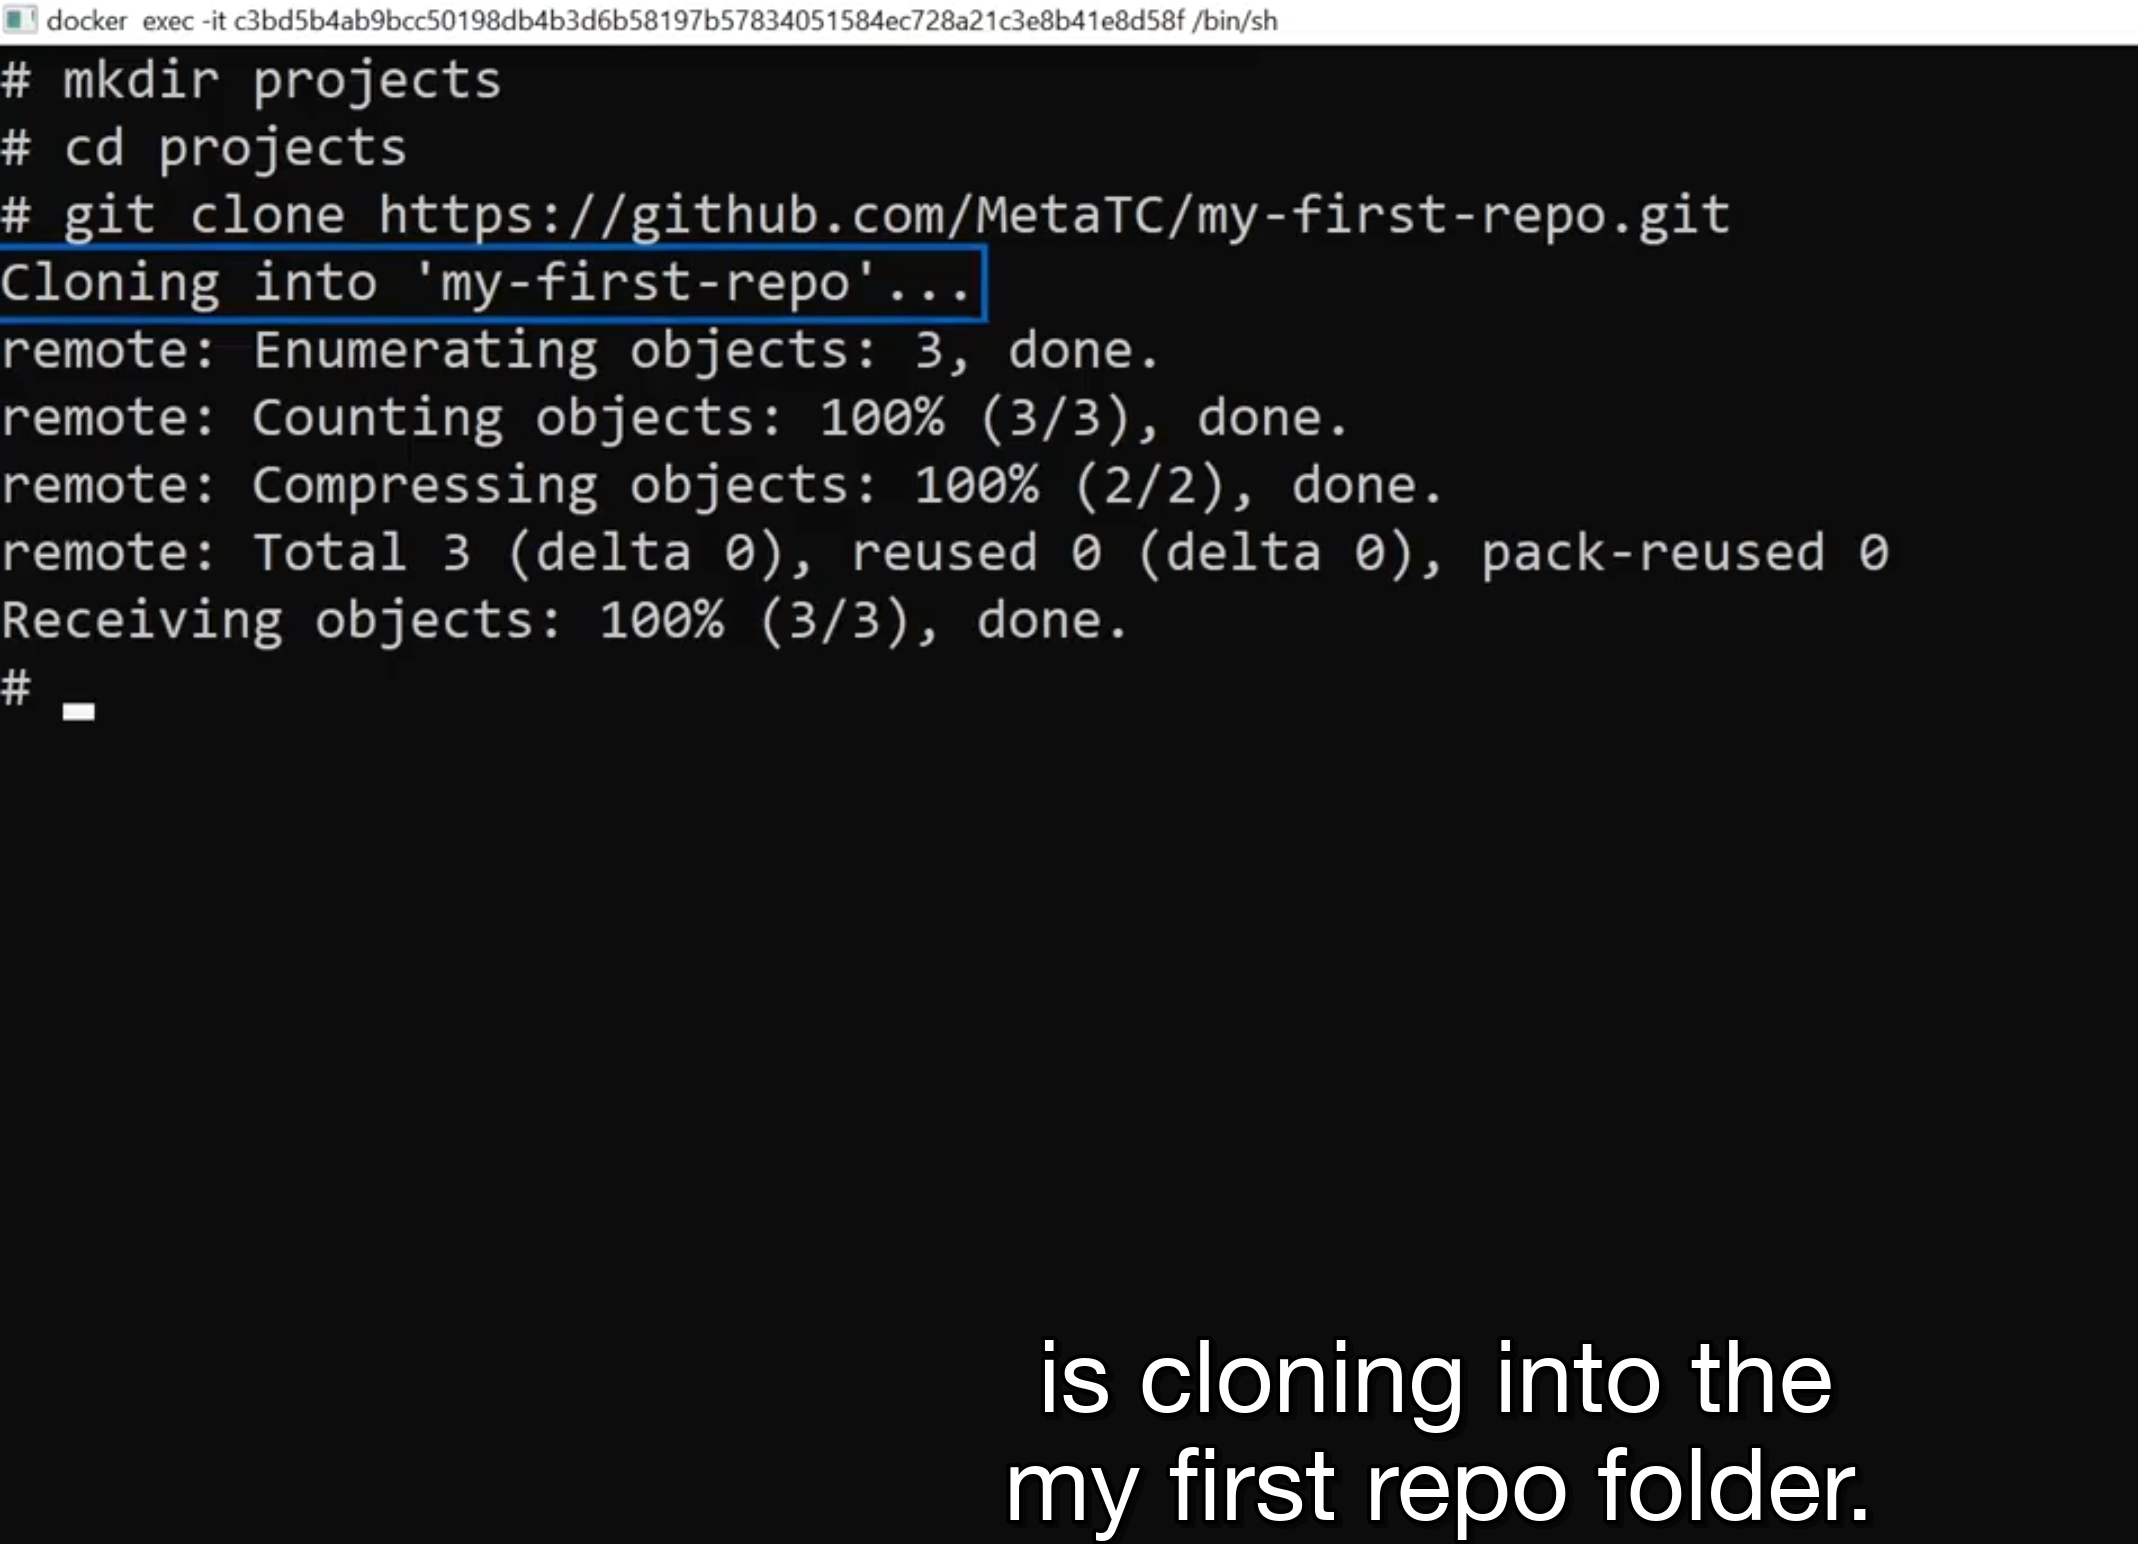 docker exec -it c3bd5b4ab9bcc50198db4b3d6b58197b57834051584ec728a21c3e8b41e8d58f /bin/sh
# mkdir projects
# cd projects
# git clone https://github.com/MetaTC/my-first-repo.git
Cloning into 'my-first-repo'...
remote: Enumerating objects: 3, done.
remote: Counting objects: 100% (3/3), done.
remote: Compressing objects: 100% (2/2), done.
remote: Total 3 (delta 0), reused 0 (delta 0), pack-reused 0
Receiving objects: 100% (3/3), done.
# _
is cloning into the
my first repo folder.